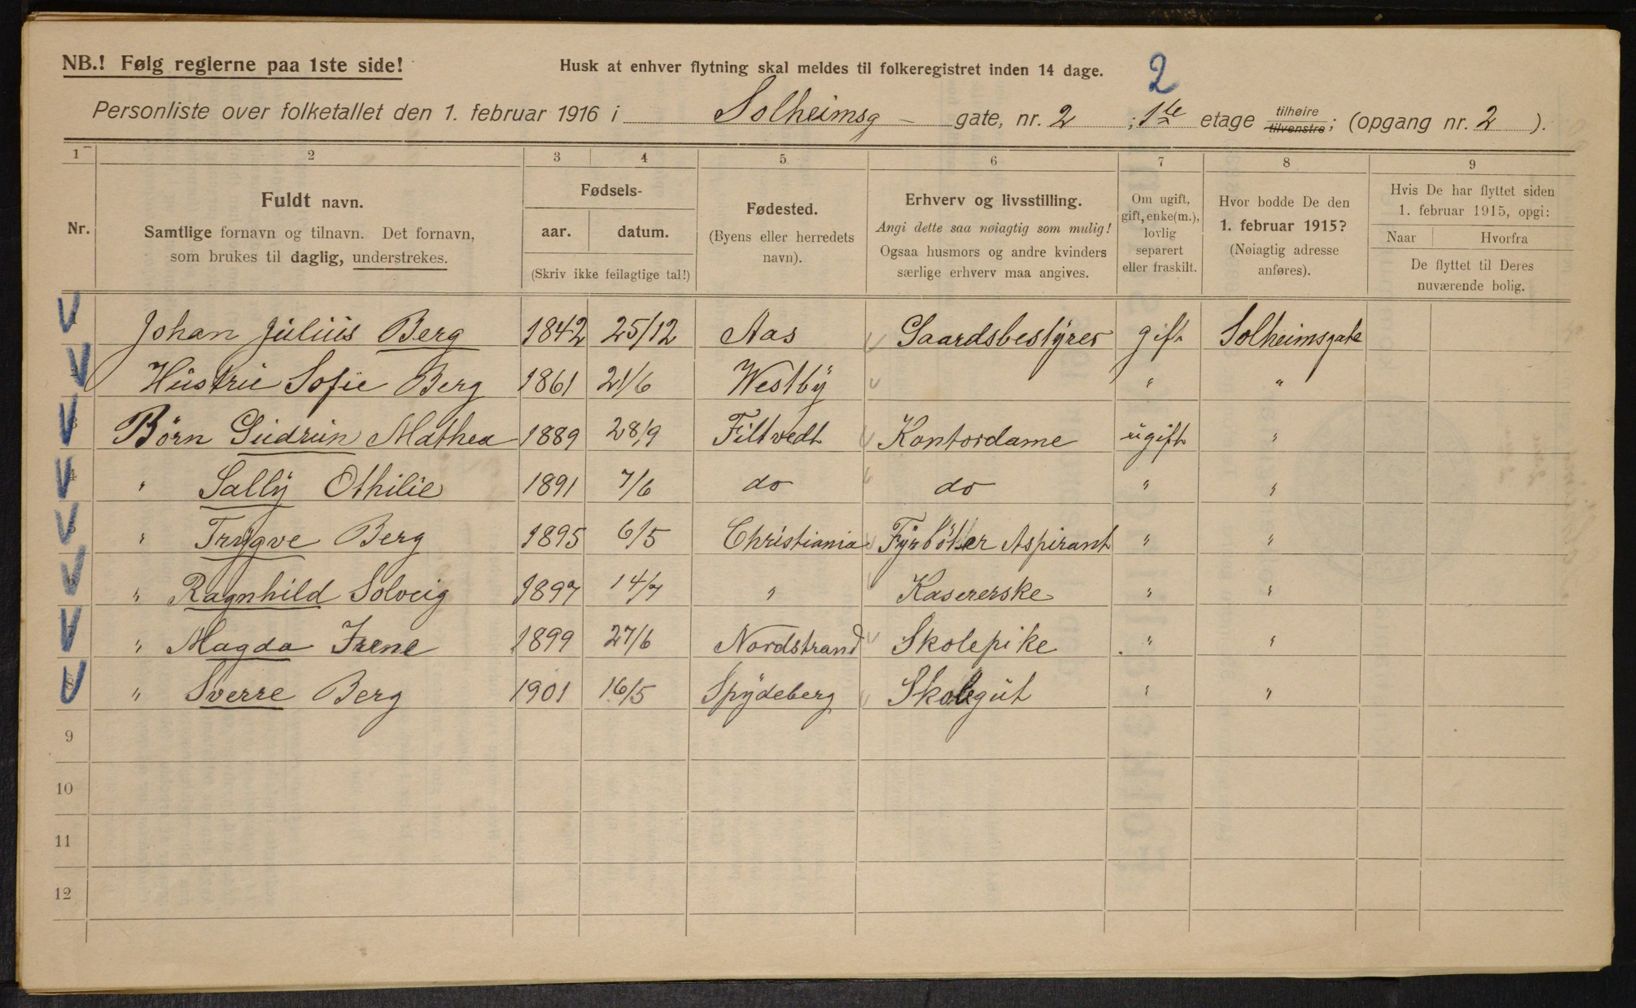 NB.! Følg reglerne paa 1ste side!
Husk at enhver flytning skal meldes til folkeregistret inden 14 dage.
2
Personliste over folketallet den 1. februar 1916 i Solheimsg gate, nr. 2 ; 1ste etage tilhøire tilvenstre; (opgang nr. 2 ).
1 2 3 4 5 6 7 8 9
Nr.
Fuldt navn.
Samtlige fornavn og tilnavn. Det fornavn,
som brukes til daglig, understrekes.
Fødsels-
aar. datum.
(Skriv ikke feilagtige tal!)
Fødested.
(Byens eller herredets
navn).
Erhverv og livsstilling.
Angi dette saa nøiagtig som mulig!
Ogsaa husmors og andre kvinders
særlige erhverv maa angives.
Om ugift,
gift, enke(m.),
lovlig
separert
eller fraskilt.
Hvor bodde De den
1. februar 1915?
(Nøiagtig adresse
anføres).
Hvis De har flyttet siden
1. februar 1915, opgi:
Naar Hvorfra
De flyttet til Deres
nuværende bolig.
Johan Julius Berg 1842 25/12 Aas Gaardsbestyrer gift Solheimsgate
Hustru Sofie Berg 1861 21/6 Westby " "
3 Børn Gudrun Mathea 1889 28/9 Filtvedt Kontordame ugift "
4 " Sally Othilie 1891 7/6 do do " "
5 " Trygve Berg 1895 6/5 Christiania Fyrbøter Aspirant " "
" Ragnhild Solveig 1897 14/7 " Kasererske " "
" Magda Irene 1899 27/6 Nordstrand Skolepike " "
" Sverre Berg 1901 16/5 Spydeberg Skolegut " "
9
10
11
12